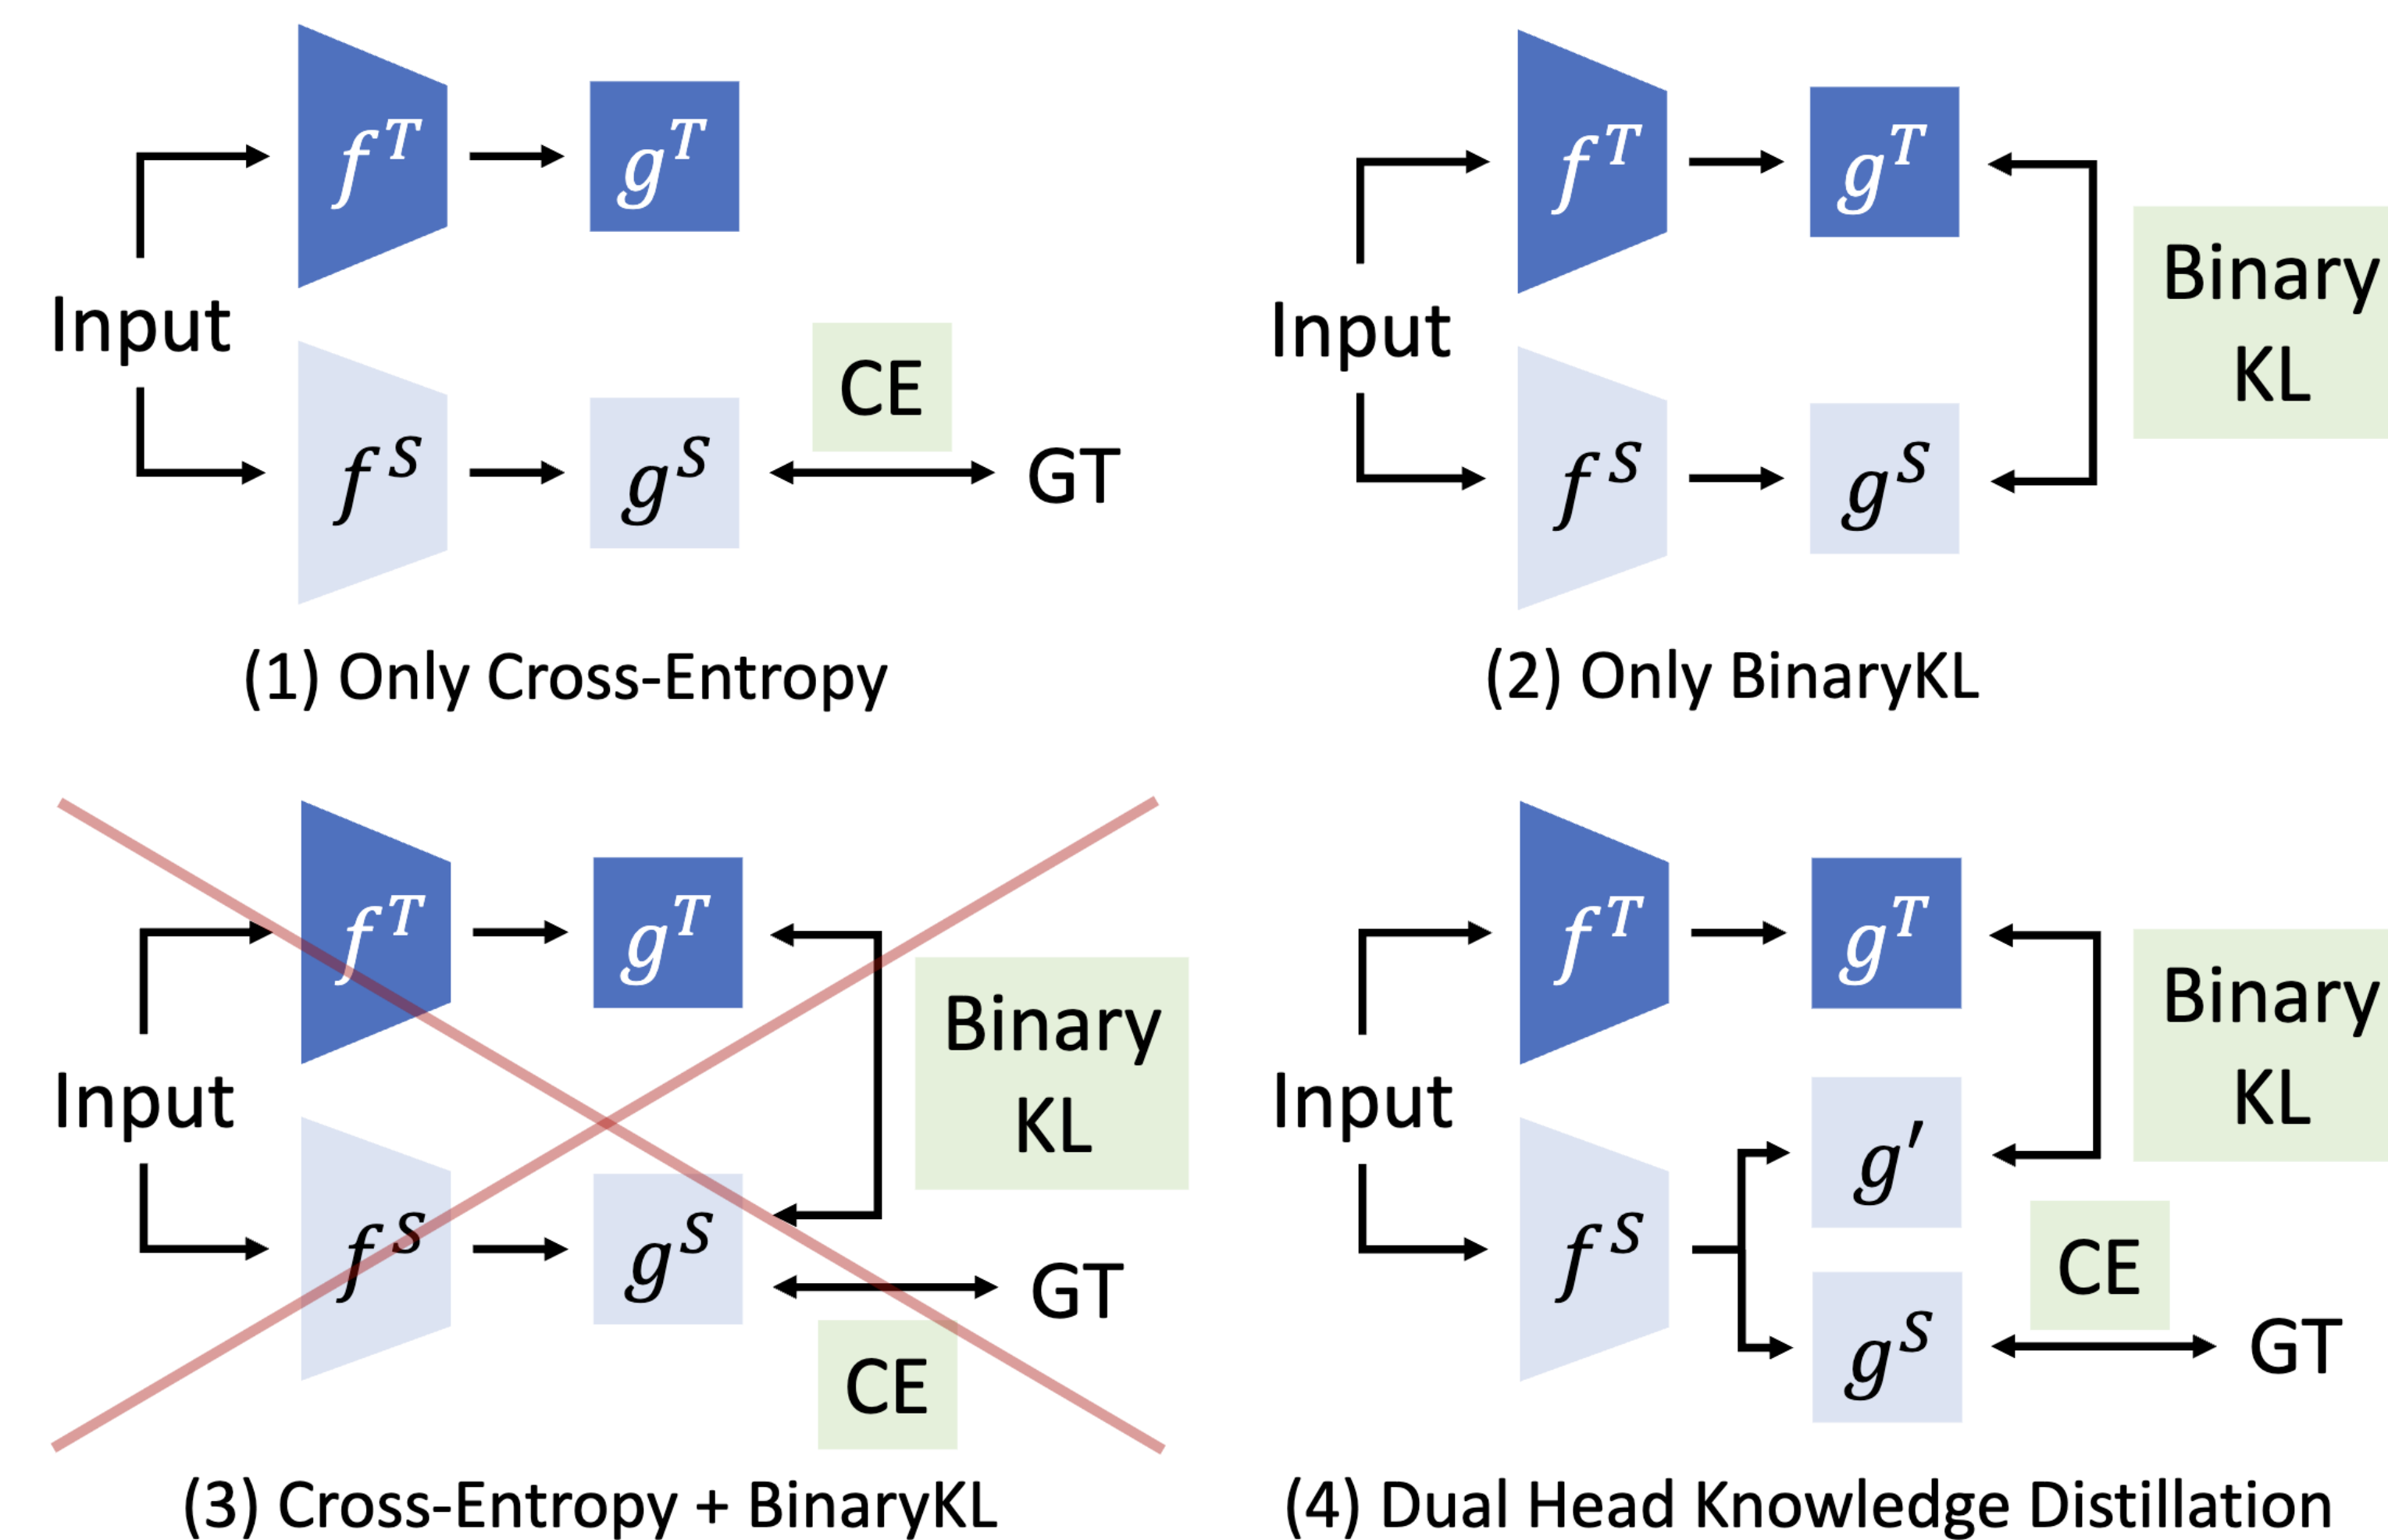 f^T
g^T
Input
CE
f^S
g^S
GT
(1) Only Cross-Entropy
f^T
g^T
Binary
KL
Input
f^S
g^S
(2) Only BinaryKL
f^T
g^T
Binary
KL
Input
f^S
g^S
GT
CE
(3) Cross-Entropy + BinaryKL
f^T
g^T
Binary
KL
Input
g′
f^S
CE
g^S
GT
(4) Dual Head Knowledge Distillation